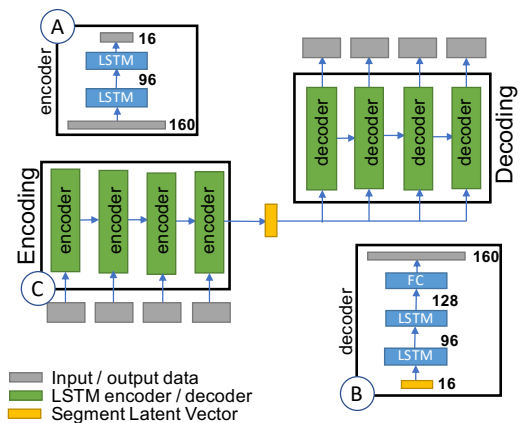 A
16
LSTM
96
LSTM
160
encoder
Encoding
encoder
encoder
encoder
encoder
C
decoder
decoder
decoder
decoder
Decoding
160
FC
128
LSTM
96
LSTM
16
decoder
B
Input / output data
LSTM encoder / decoder
Segment Latent Vector